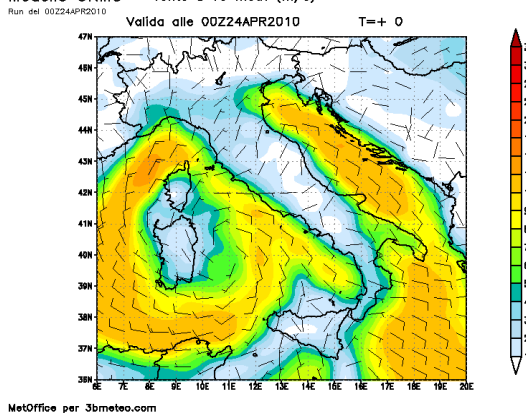 Run del 00Z24APR2010
Valida alle 00Z24APR2010 T=+ 0
47N
46N
45N
44N
43N
42N
41N
40N
39N
38N
37N
36N
6E 7E 8E 9E 10E 11E 12E 13E 14E 15E 16E 17E 18E 19E 20E
MetOffice per 3bmeteo.com